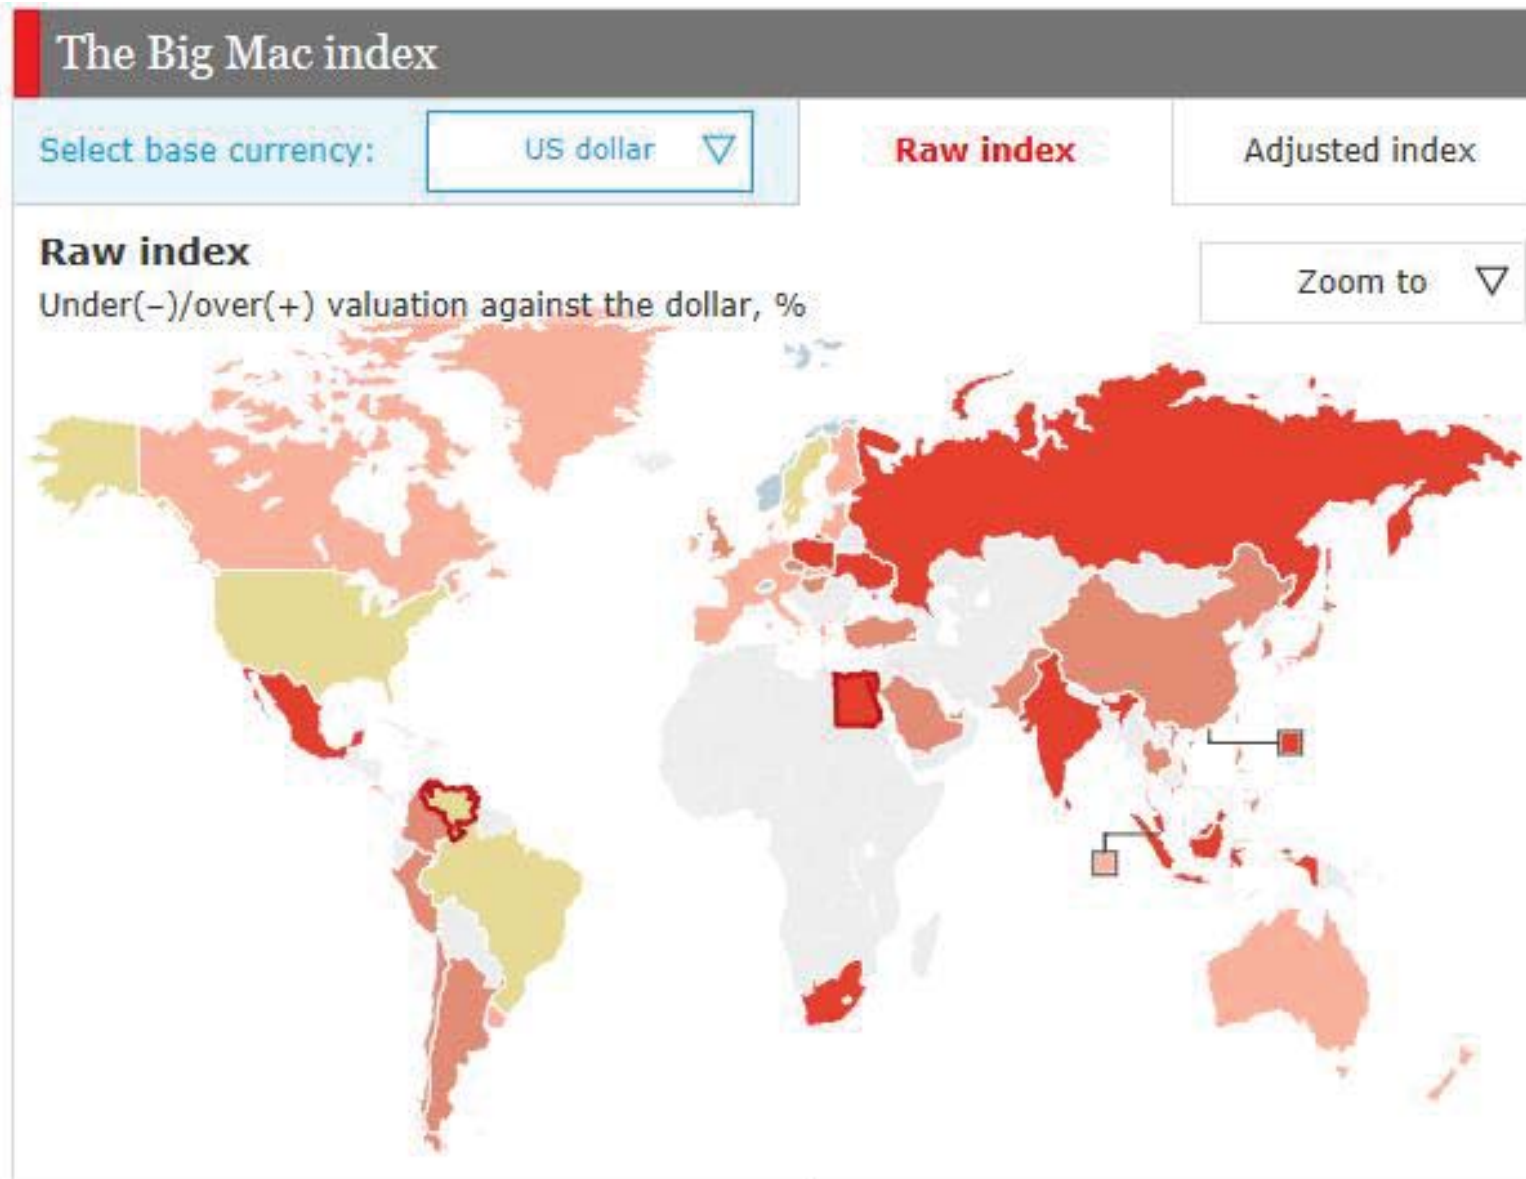 The Big Mac index
Select base currency: US dollar ▽ Raw index Adjusted index
Raw index
Under(−)/over(+) valuation against the dollar, %
Zoom to ▽